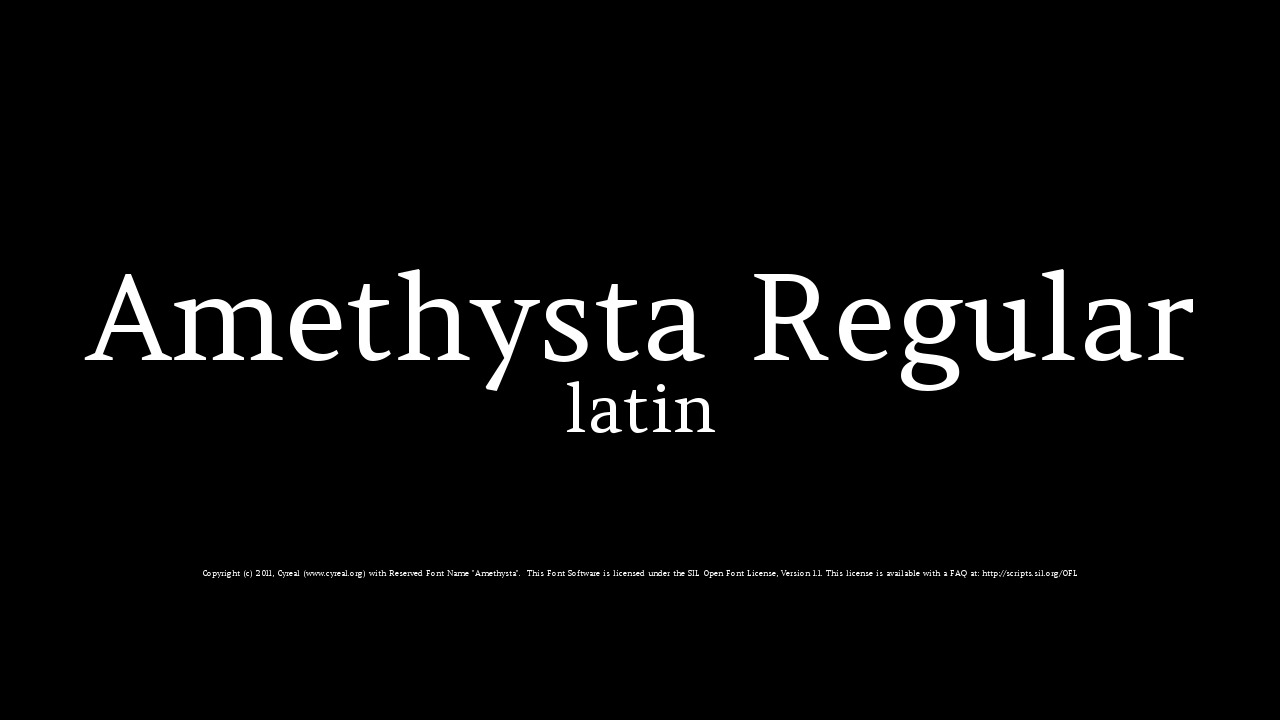 Amethysta Regular
latin
Copyright (c) 2011, Cyreal (www.cyreal.org) with Reserved Font Name "Amethysta".  This Font Software is licensed under the SIL Open Font License, Version 1.1. This license is available with a FAQ at: http://scripts.sil.org/OFL